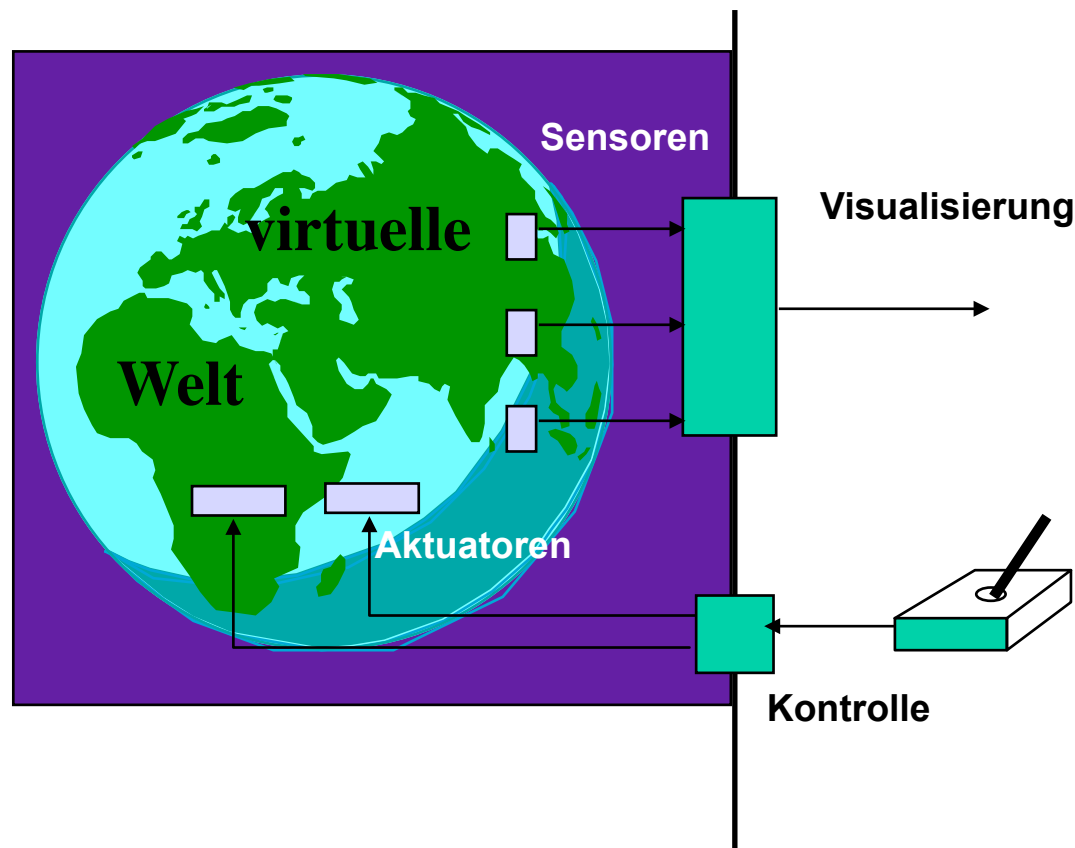 Sensoren
Visualisierung
virtuelle
Welt
Aktuatoren
Kontrolle